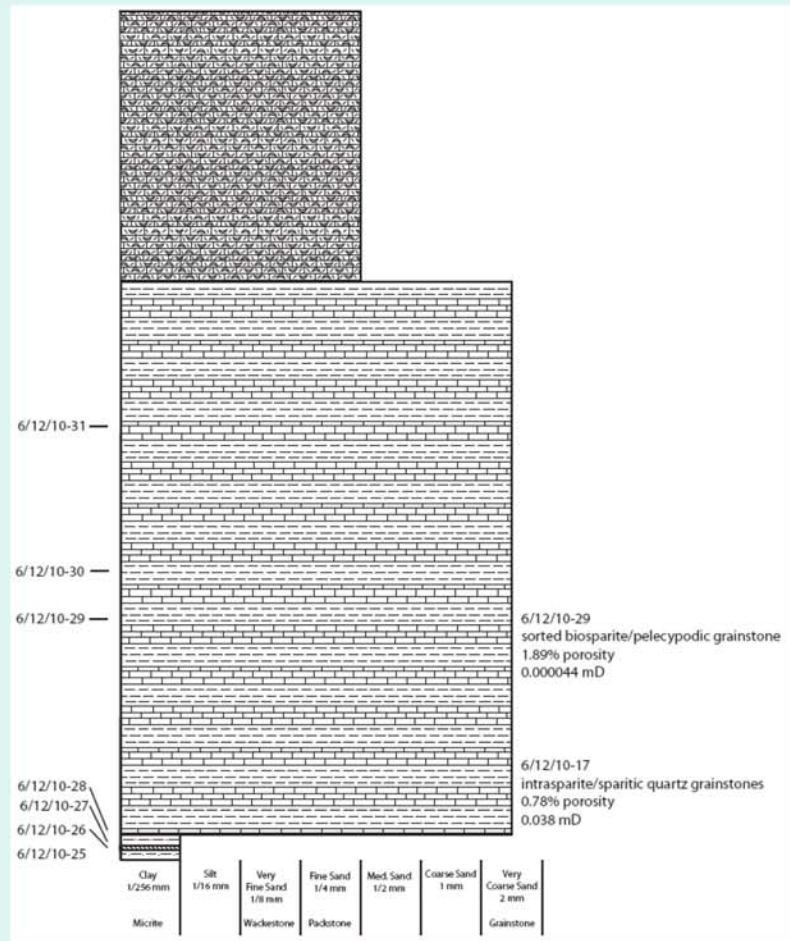 6/12/10-31
6/12/10-30
6/12/10-29
6/12/10-29
sorted biosparite/pelecypodic grainstone
1.89% porosity
0.000044 mD
6/12/10-17
intrasparite/sparitic quartz grainstones
0.78% porosity
0.038 mD
6/12/10-28
6/12/10-27
6/12/10-26
6/12/10-25
Clay
1/256 mm
Micrite
Silt
1/16 mm
Very
Fine Sand
1/8 mm
Wackestone
Fine Sand
1/4 mm
Packstone
Med. Sand
1/2 mm
Coarse Sand
1 mm
Very
Coarse Sand
2 mm
Grainstone